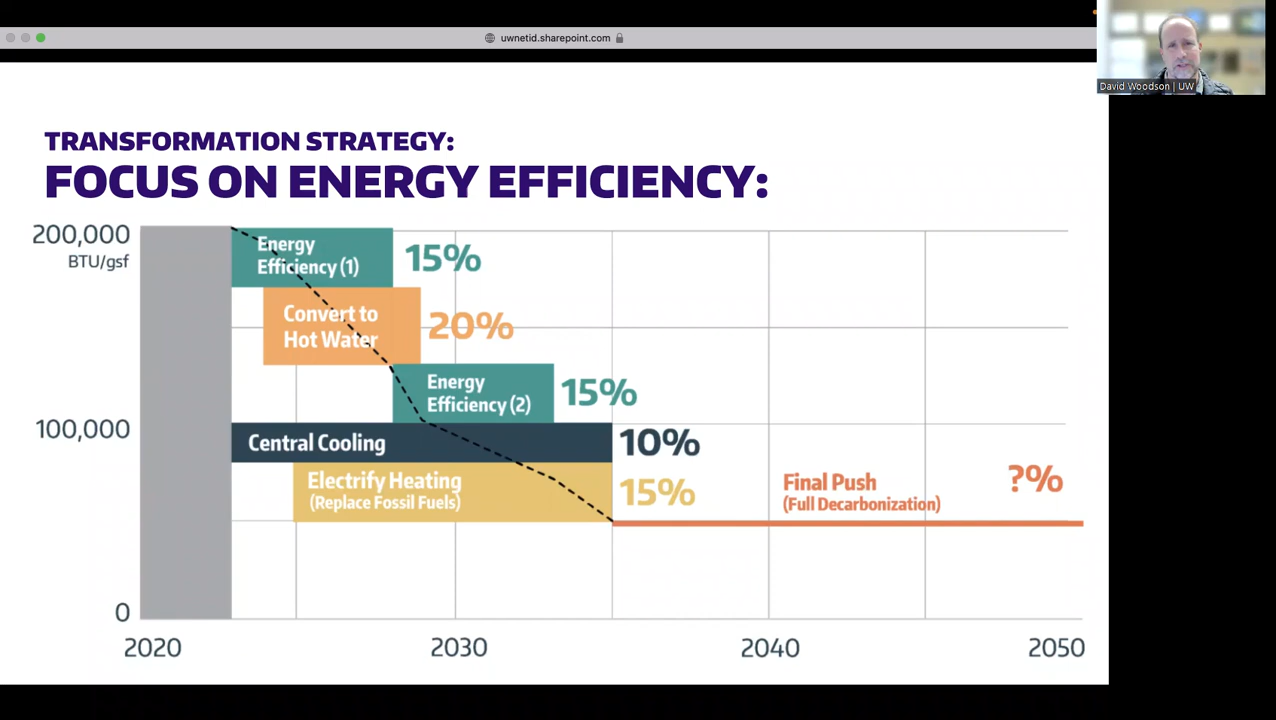 uwnetid.sharepoint.com
David Woodson | UW
TRANSFORMATION STRATEGY:
FOCUS ON ENERGY EFFICIENCY:
200,000
BTU/gsf
Energy
Efficiency (1)
15%
Convert to
Hot Water
20%
Energy
Efficiency (2)
15%
100,000
Central Cooling
10%
Electrify Heating
(Replace Fossil Fuels)
15%
Final Push
(Full Decarbonization)
?%
0
2020
2030
2040
2050